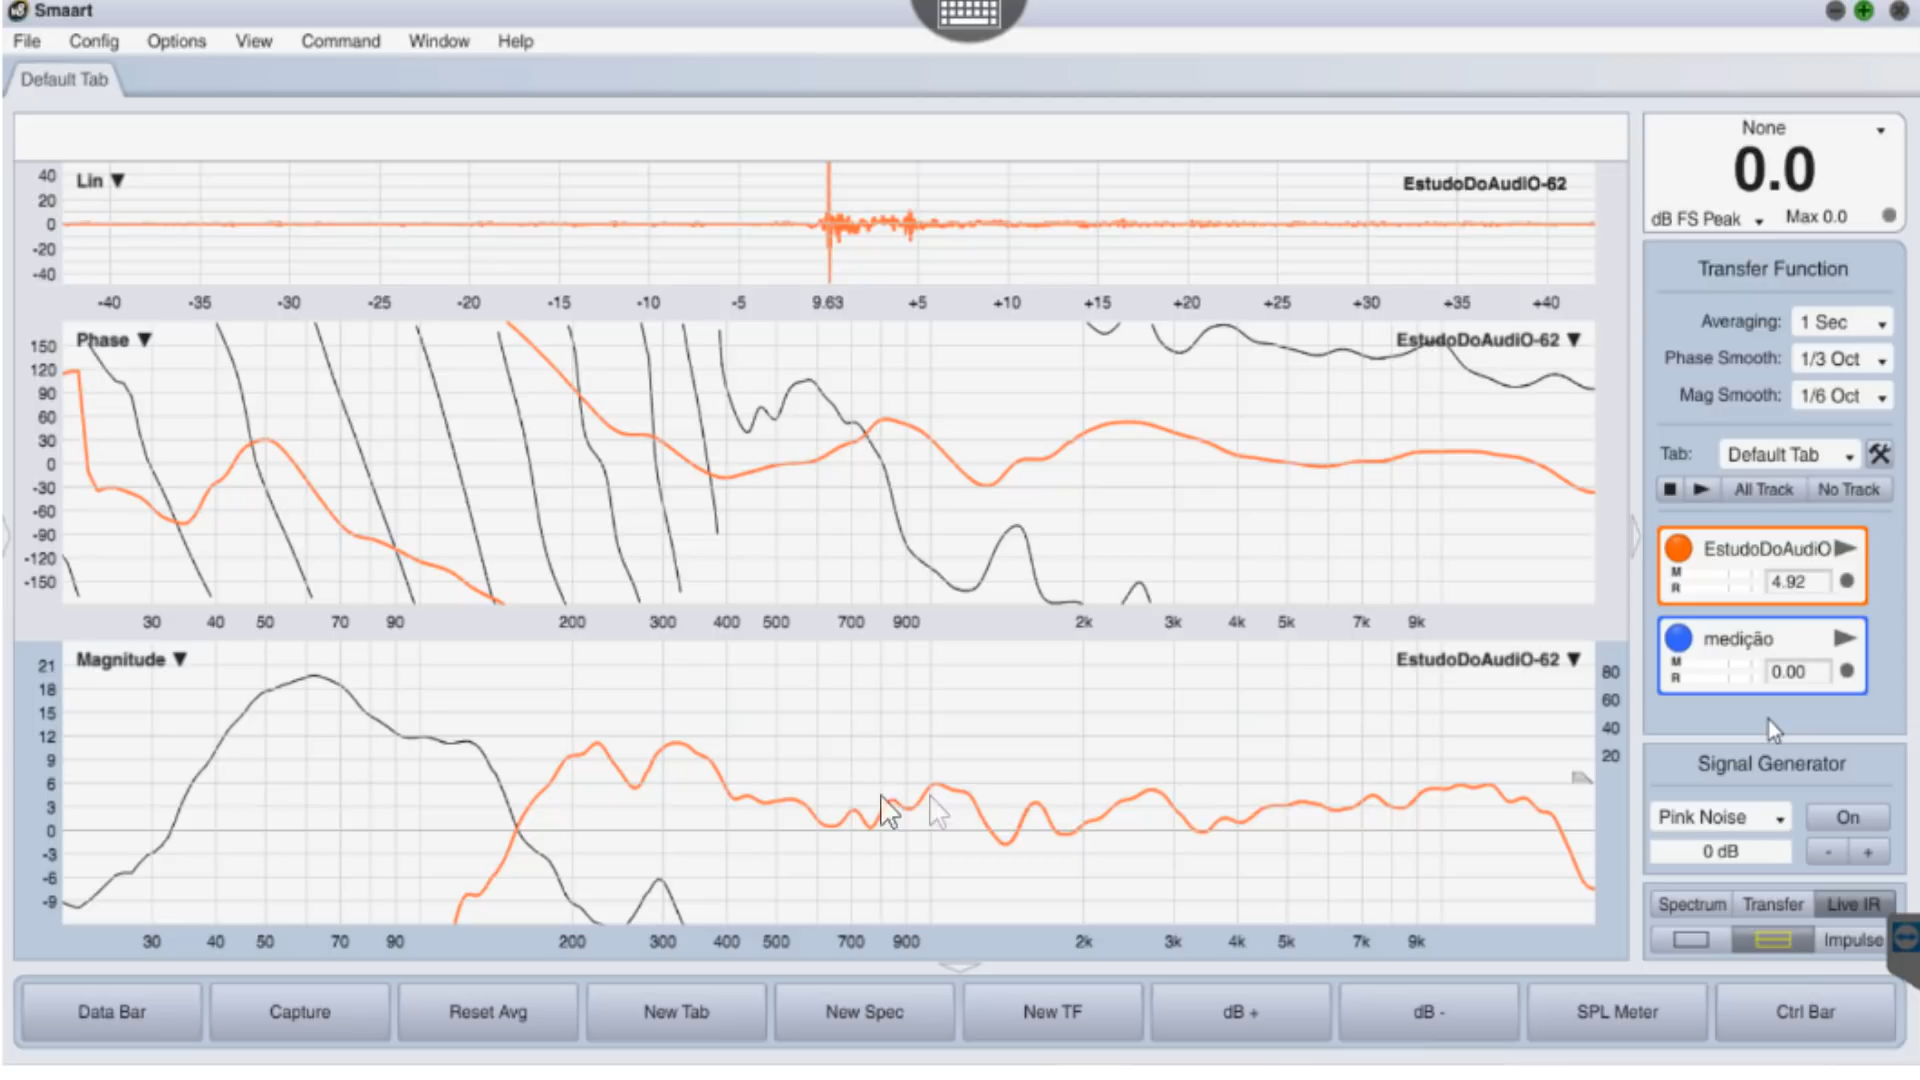 Smaart
File Config Options View Command Window Help
Default Tab
Lin ▼ EstudoDoAudIO-62
40
20
0
-20
-40
-40 -35 -30 -25 -20 -15 -10 -5 9.63 +5 +10 +15 +20 +25 +30 +35 +40
Phase ▼ EstudoDoAudiO-62 ▼
150
120
90
60
30
0
-30
-60
-90
-120
-150
30 40 50 70 90 200 300 400 500 700 900 2k 3k 4k 5k 7k 9k
Magnitude ▼ EstudoDoAudiO-62 ▼
21
18
15
12
9
6
3
0
-3
-6
-9
80
60
40
20
30 40 50 70 90 200 300 400 500 700 900 2k 3k 4k 5k 7k 9k
None
0.0
dB FS Peak Max 0.0
Transfer Function
Averaging: 1 Sec
Phase Smooth: 1/3 Oct
Mag Smooth: 1/6 Oct
Tab: Default Tab
All Track No Track
EstudoDoAudiO
M
R 4.92
medição
M
R 0.00
Signal Generator
Pink Noise On
0 dB - +
Spectrum Transfer Live IR
Impulse
Data Bar Capture Reset Avg New Tab New Spec New TF dB + dB - SPL Meter Ctrl Bar